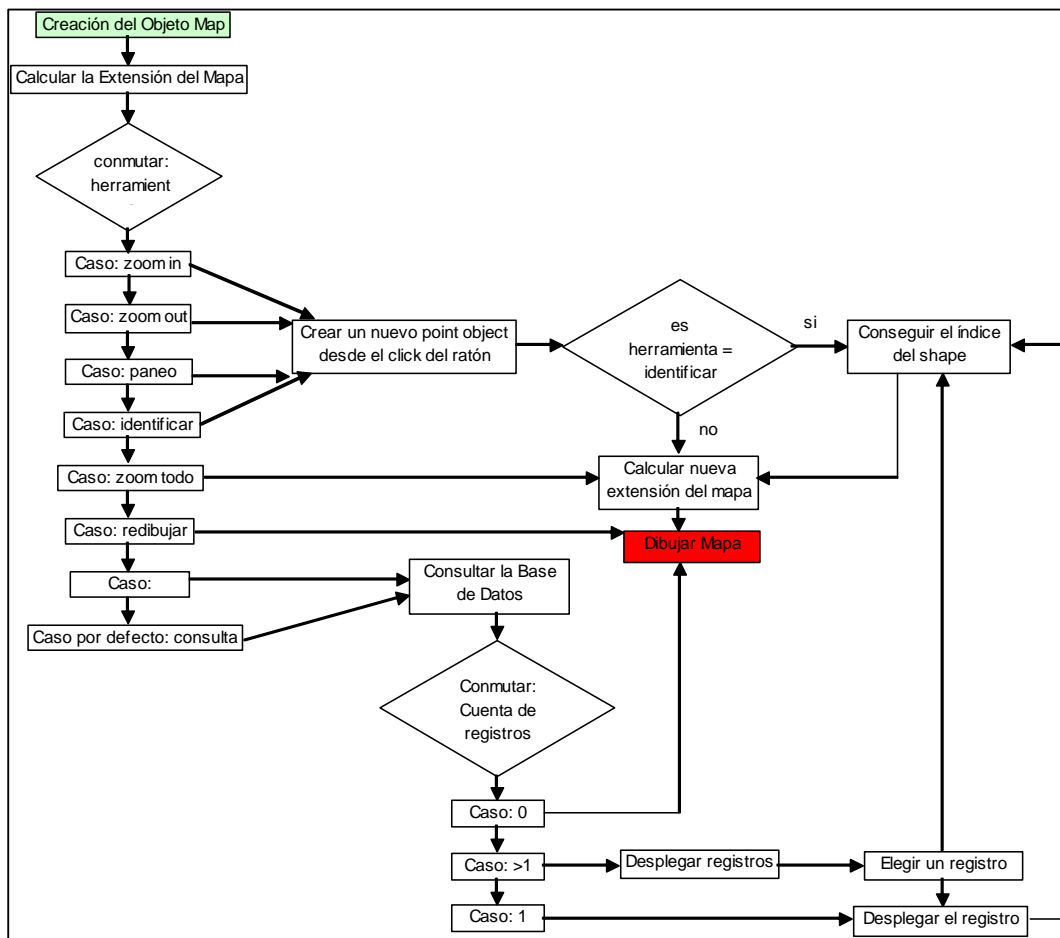 Creación del Objeto Map
Calcular la Extensión del Mapa
conmutar:
herramient
Caso: zoom in
Caso: zoom out
Caso: paneo
Caso: identificar
Caso: zoom todo
Caso: redibujar
Caso:
Caso por defecto: consulta
Crear un nuevo point object
desde el click del ratón
es
herramienta =
identificar
si
no
Conseguir el índice
del shape
Calcular nueva
extensión del mapa
Dibujar Mapa
Consultar la Base
de Datos
Conmutar:
Cuenta de
registros
Caso: 0
Caso: >1
Desplegar registros
Elegir un registro
Caso: 1
Desplegar el registro